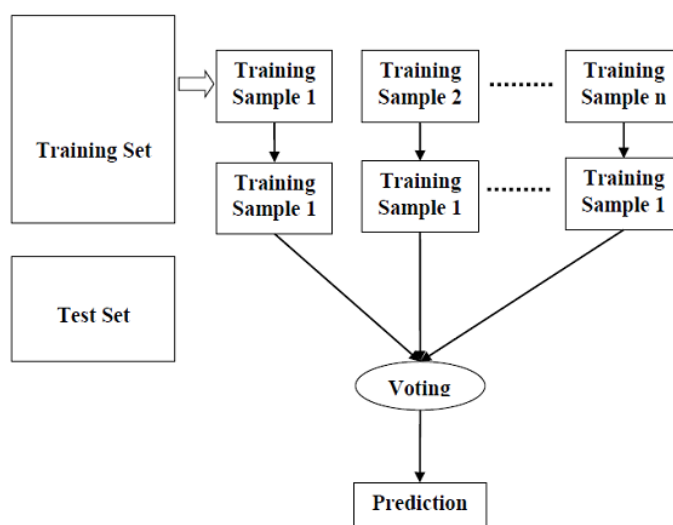 Training Set
Training
Sample 1
Training
Sample 2
Training
Sample n
Training
Sample 1
Training
Sample 1
Training
Sample 1
Test Set
Voting
Prediction